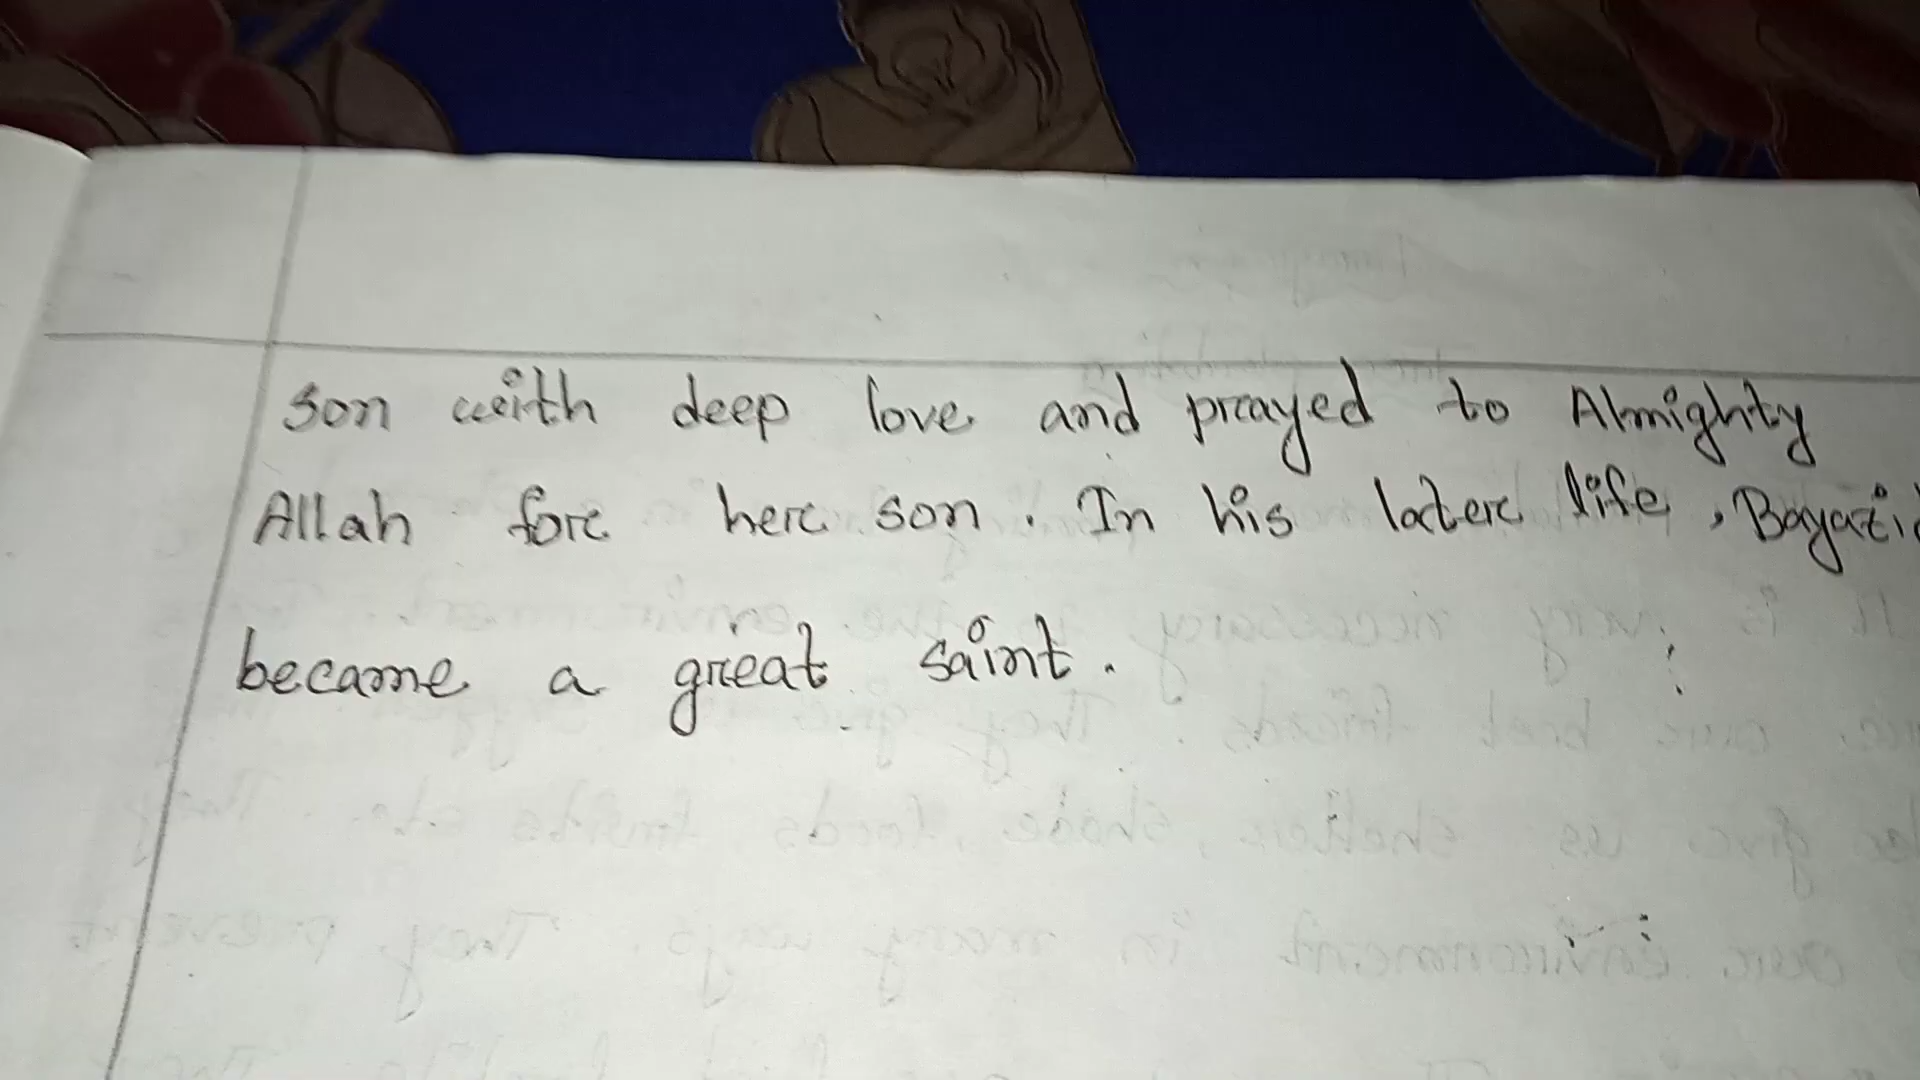 son with deep love and prayed to Almighty
Allah for her son. In his later life, Bayazid
became a great saint.